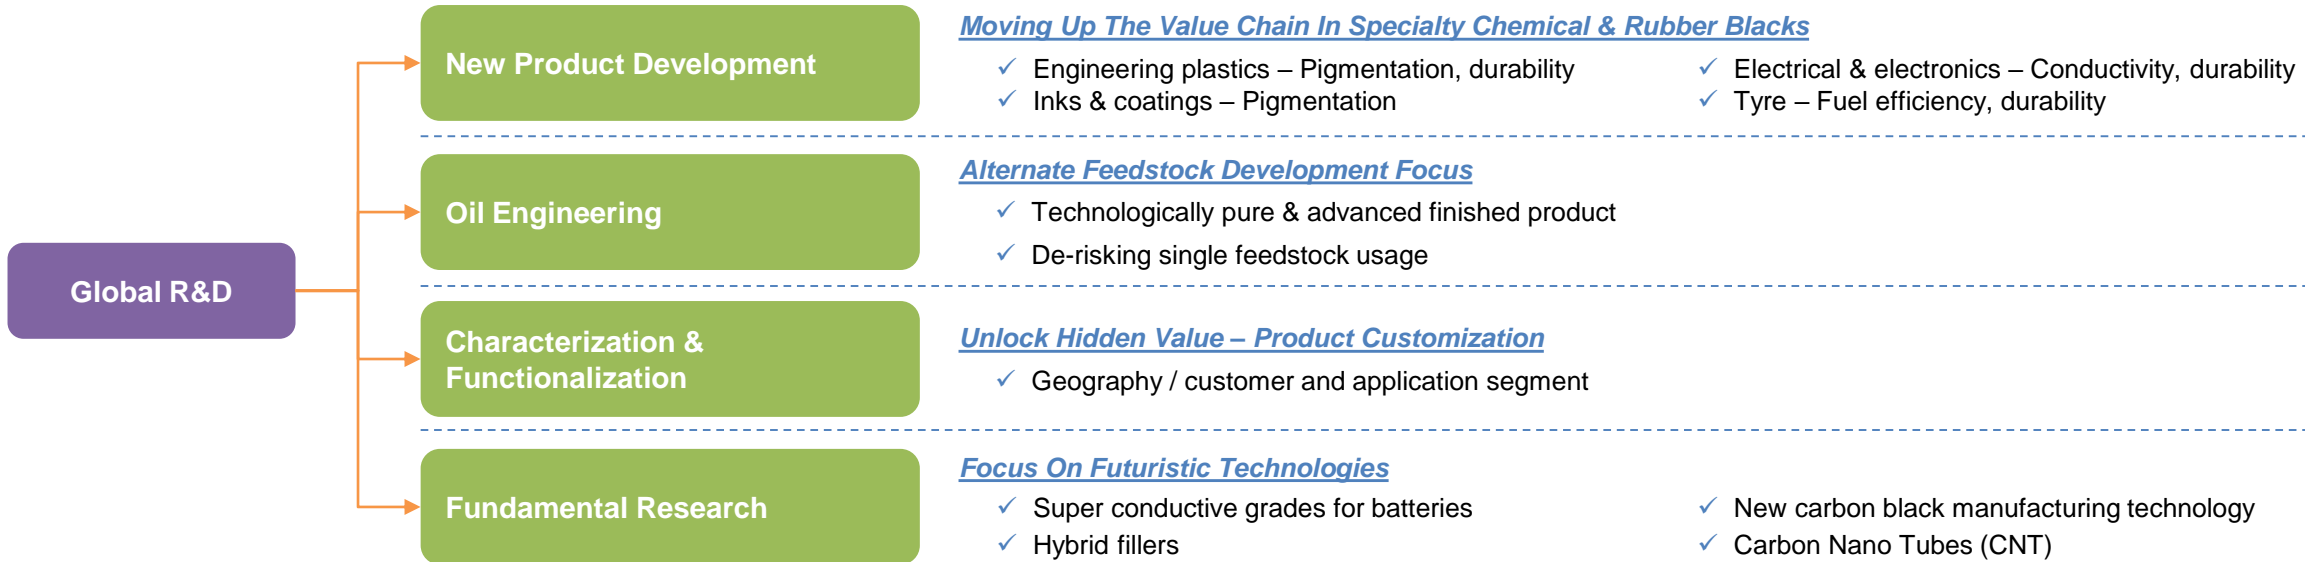 Global R&D
New Product Development
Moving Up The Value Chain In Specialty Chemical & Rubber Blacks
✓ Engineering plastics – Pigmentation, durability
✓ Inks & coatings – Pigmentation
✓ Electrical & electronics – Conductivity, durability
✓ Tyre – Fuel efficiency, durability
Oil Engineering
Alternate Feedstock Development Focus
✓ Technologically pure & advanced finished product
✓ De-risking single feedstock usage
Characterization &
Functionalization
Unlock Hidden Value – Product Customization
✓ Geography / customer and application segment
Fundamental Research
Focus On Futuristic Technologies
✓ Super conductive grades for batteries
✓ Hybrid fillers
✓ New carbon black manufacturing technology
✓ Carbon Nano Tubes (CNT)